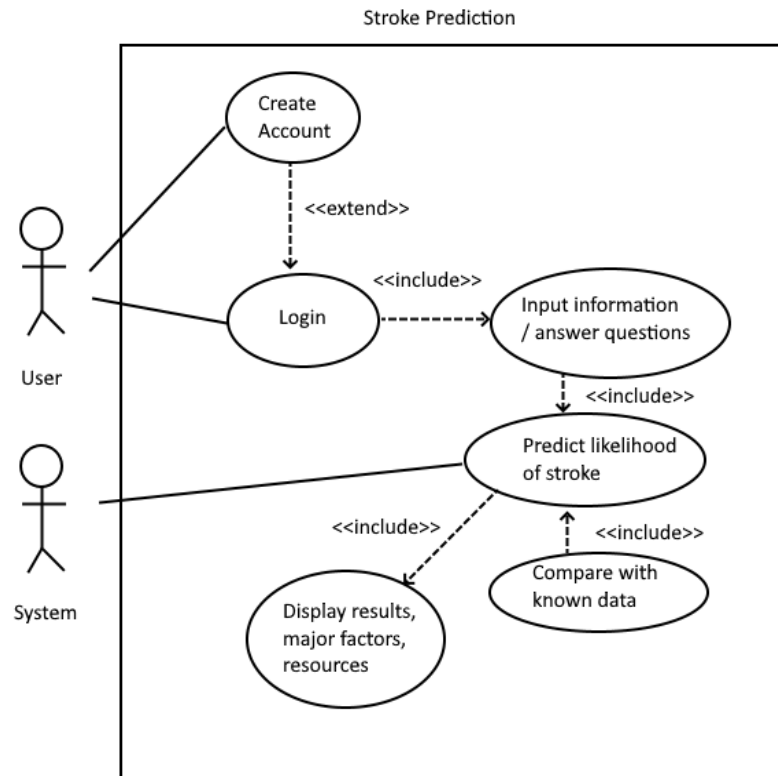 Stroke Prediction
Create
Account
<<extend>>
Login
<<include>>
Input information
/ answer questions
User
<<include>>
Predict likelihood
of stroke
System
<<include>>
<<include>>
Compare with
known data
Display results,
major factors,
resources